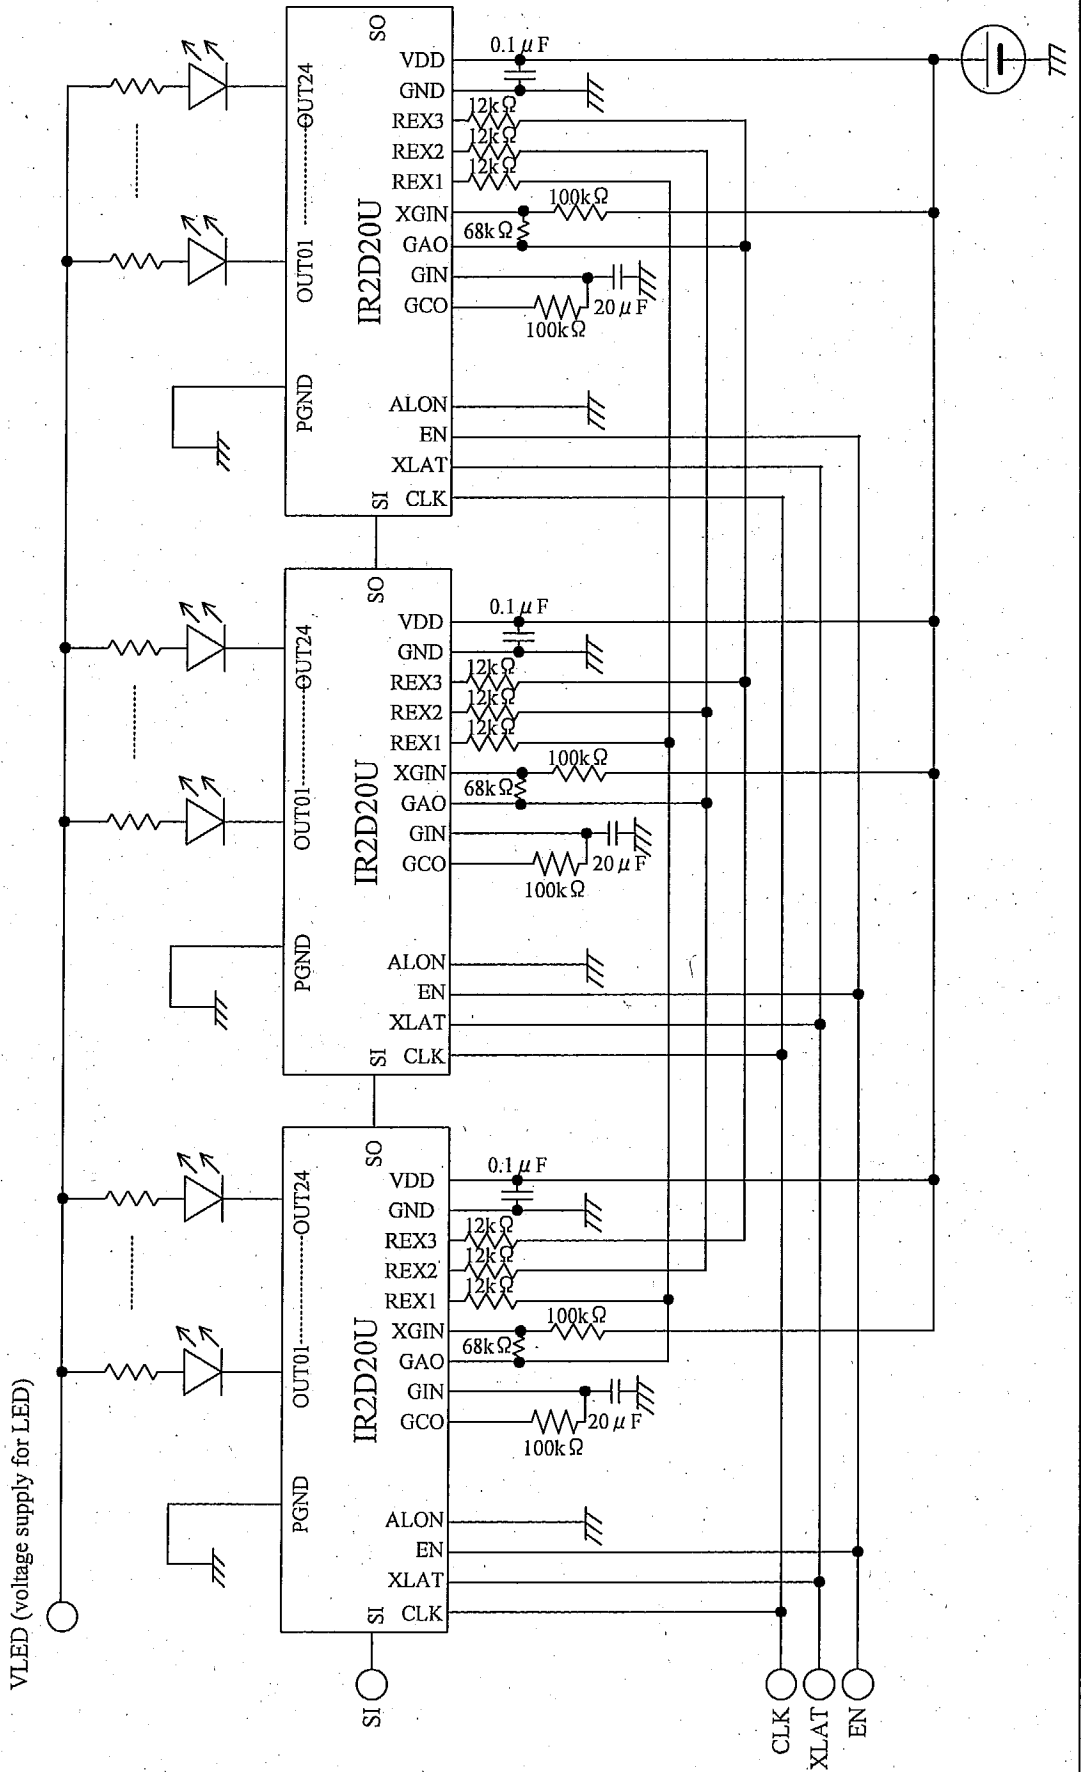 SO
VDD
0.1μF
GND
REX3
12kΩ
REX2
12kΩ
REX1
12kΩ
XGIN
100kΩ
68kΩ
GAO
GIN
20μF
GCO
100kΩ
ALON
EN
XLAT
CLK
SI
OUT24
OUT01
PGND
IR2D20U
SO
VDD
0.1μF
GND
REX3
12kΩ
REX2
12kΩ
REX1
12kΩ
XGIN
100kΩ
68kΩ
GAO
GIN
20μF
GCO
100kΩ
ALON
EN
XLAT
CLK
SI
OUT24
OUT01
PGND
IR2D20U
SO
VDD
0.1μF
GND
REX3
12kΩ
REX2
12kΩ
REX1
12kΩ
XGIN
100kΩ
68kΩ
GAO
GIN
20μF
GCO
100kΩ
ALON
EN
XLAT
CLK
SI
OUT24
OUT01
PGND
IR2D20U
VLED (voltage supply for LED)
SI
CLK
XLAT
EN